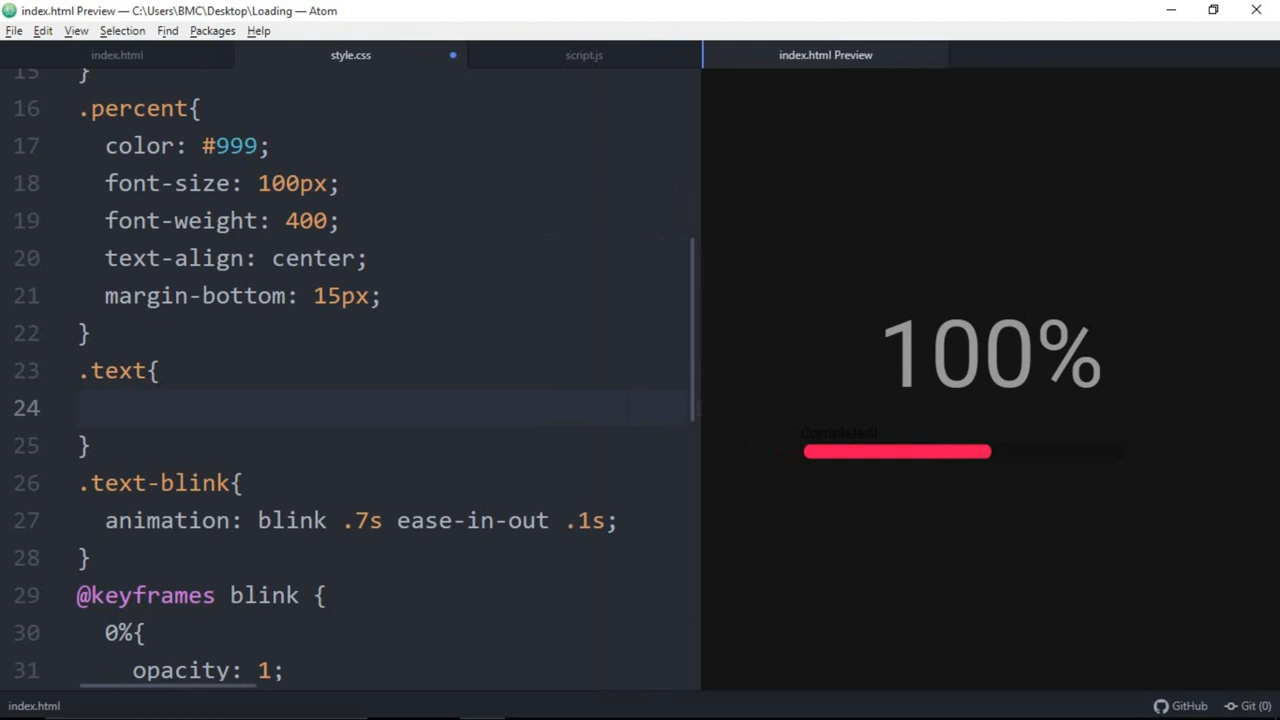 index.html Preview — C:\Users\BMC\Desktop\Loading — Atom
File Edit View Selection Find Packages Help
index.html style.css script.js index.html Preview
15 }
16 .percent{
17 color: #999;
18 font-size: 100px;
19 font-weight: 400;
20 text-align: center;
21 margin-bottom: 15px;
22 }
23 .text{
24
25 }
26 .text-blink{
27 animation: blink .7s ease-in-out .1s;
28 }
29 @keyframes blink {
30 0%{
31 opacity: 1;
100%
Completed!
index.html GitHub Git (0)